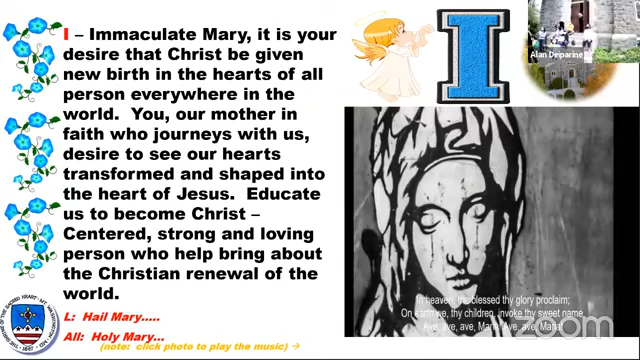 I – Immaculate Mary, it is your
desire that Christ be given
new birth in the hearts of all
person everywhere in the
world.  You, our mother in
faith who journeys with us,
desire to see our hearts
transformed and shaped into
the heart of Jesus.  Educate
us to become Christ –
Centered, strong and loving
person who help bring about
the Christian renewal of the
world.
L:  Hail Mary.....
All:  Holy Mary...
(note:  click photo to play the music) →
I
Alan Deiparine
In heaven, the blessed thy glory proclaim;
On earth we, thy children, invoke thy sweet name.
Ave, ave, ave, Maria! Ave, ave, Maria!
zoom